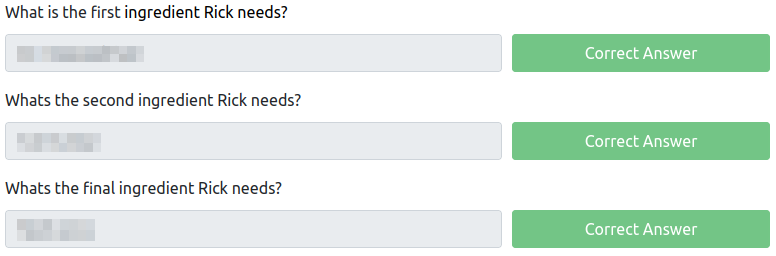 What is the first ingredient Rick needs?
Correct Answer
Whats the second ingredient Rick needs?
Correct Answer
Whats the final ingredient Rick needs?
Correct Answer